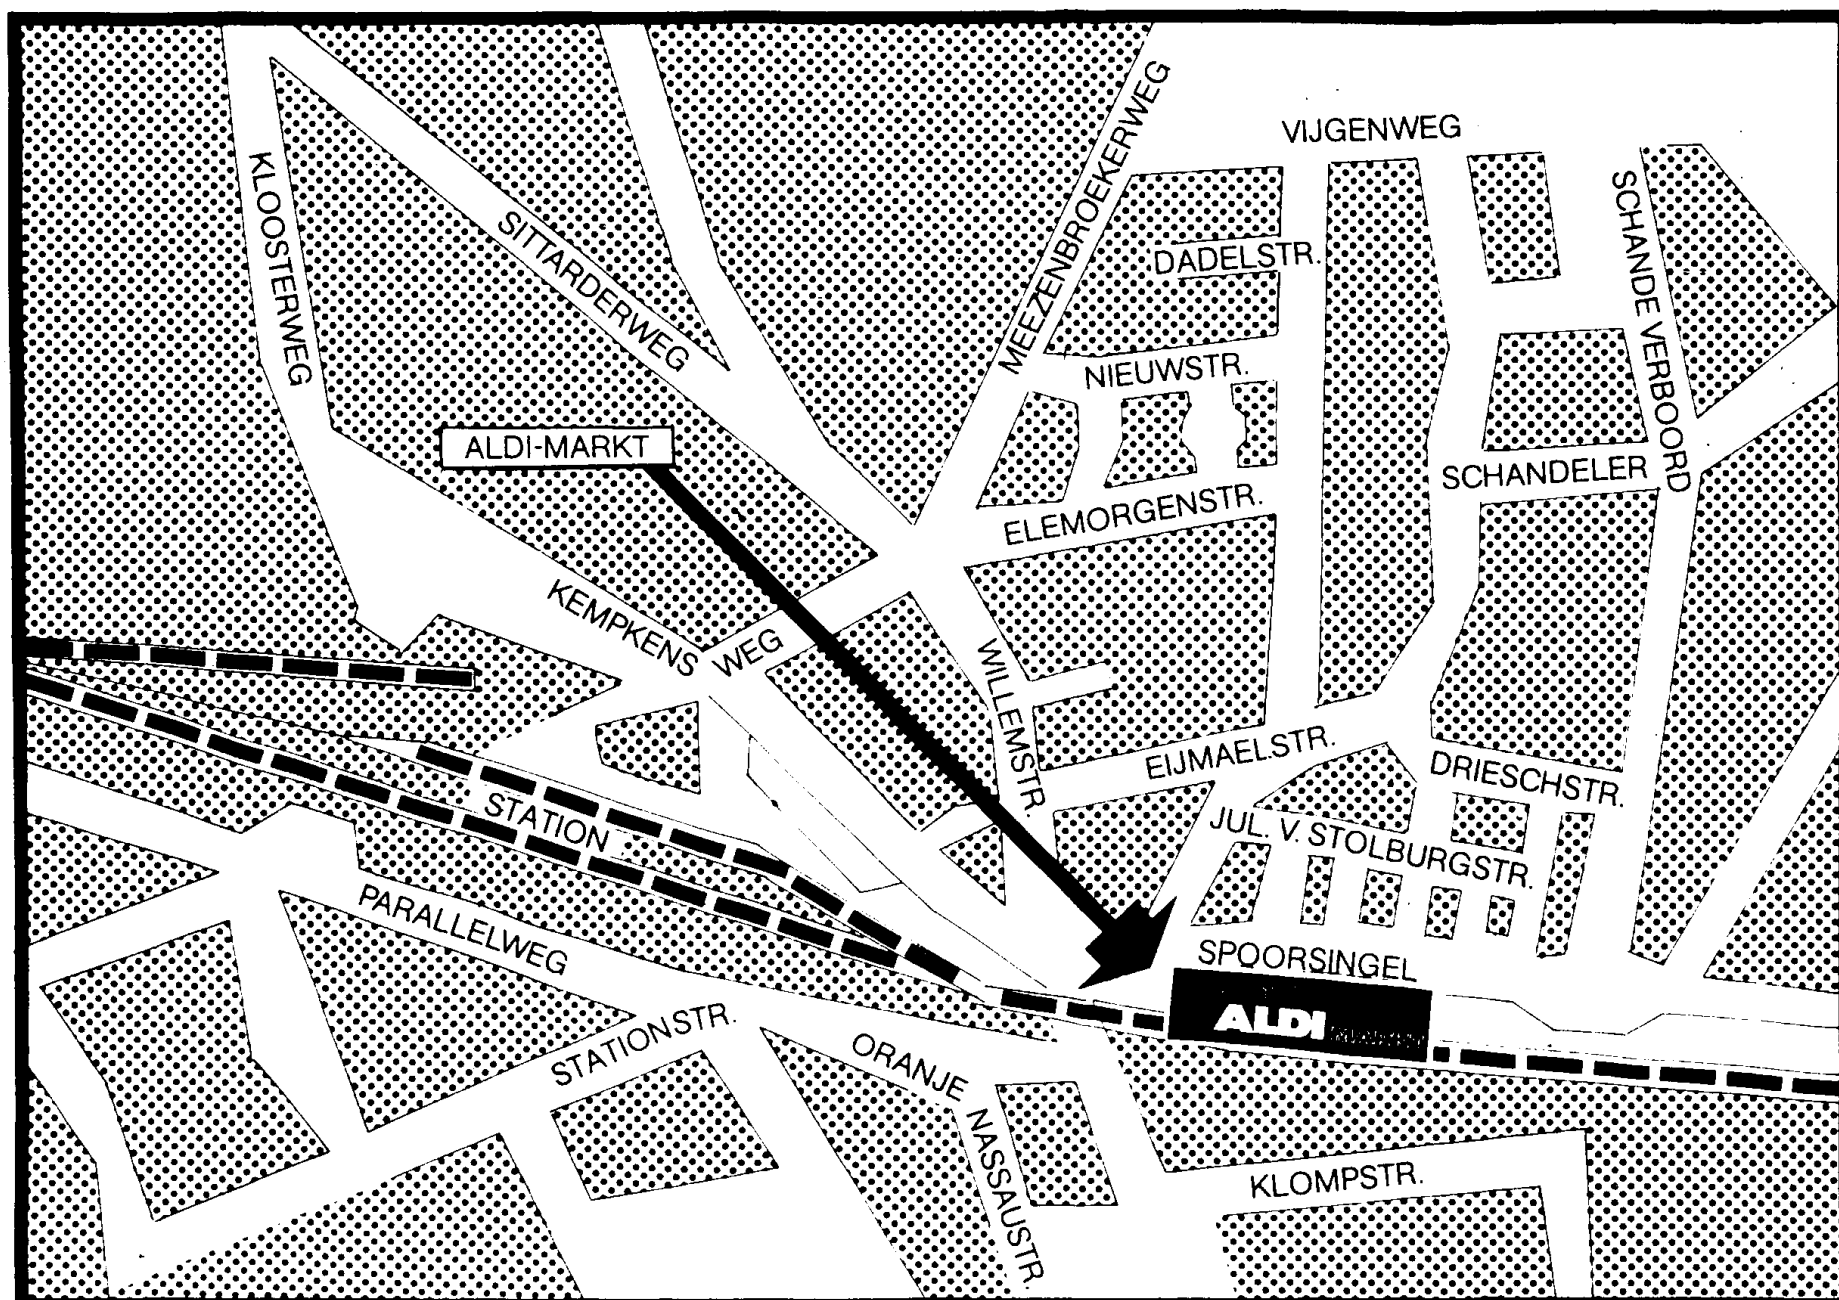 VIJGENWEG
MEEZENBROEKERWEG
KLOOSTERWEG
SITTARDERWEG
SCHANDE VERBOORD
DADELSTR.
NIEUWSTR.
ALDI-MARKT
SCHANDELER
ELEMORGENSTR.
KEMPKENS WEG
WILLEMSTR.
EIJMAELSTR.
DRIESCHSTR.
STATION
JUL. V. STOLBURGSTR.
PARALLELWEG
SPOORSINGEL
ALDI
STATIONSTR.
ORANJE NASSAUSTR.
KLOMPSTR.